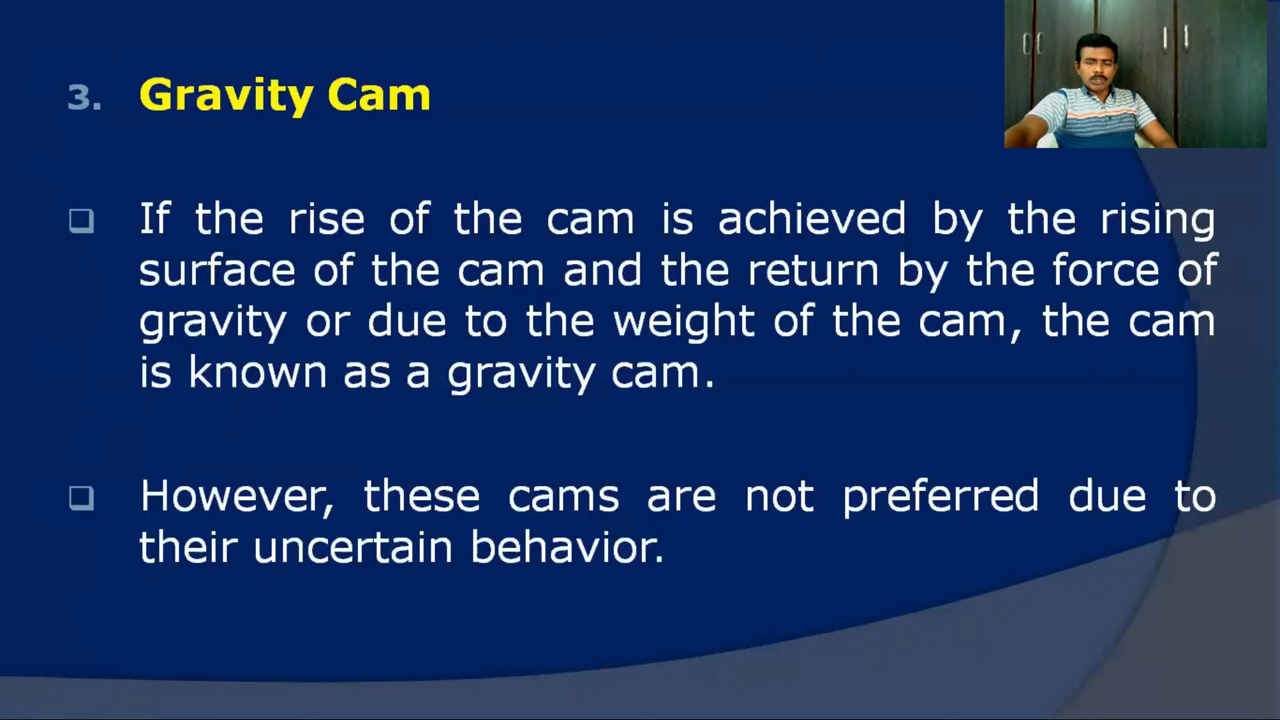 3. Gravity Cam
If the rise of the cam is achieved by the rising
surface of the cam and the return by the force of
gravity or due to the weight of the cam, the cam
is known as a gravity cam.
However, these cams are not preferred due to
their uncertain behavior.